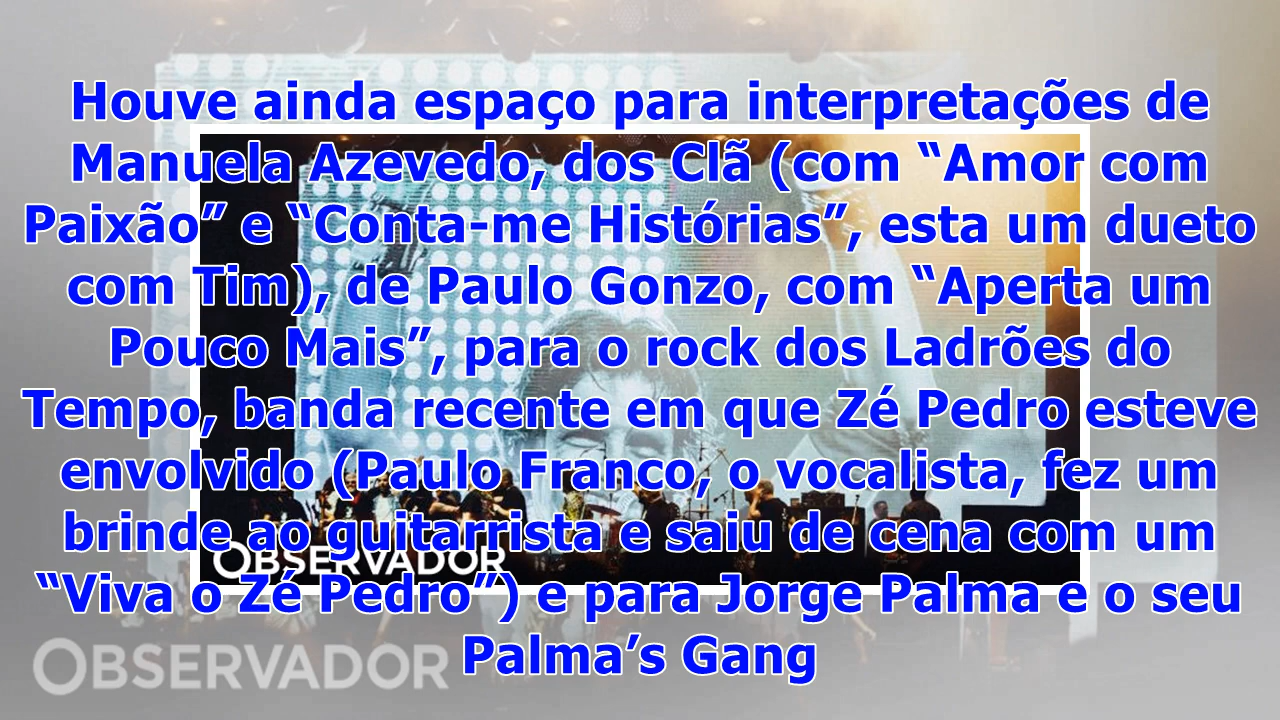 Houve ainda espaço para interpretações de
Manuela Azevedo, dos Clã (com “Amor com
Paixão” e “Conta-me Histórias”, esta um dueto
com Tim), de Paulo Gonzo, com “Aperta um
Pouco Mais”, para o rock dos Ladrões do
Tempo, banda recente em que Zé Pedro esteve
envolvido (Paulo Franco, o vocalista, fez um
brinde ao guitarrista e saiu de cena com um
OBSERVADOR
“Viva o Zé Pedro”) e para Jorge Palma e o seu
Palma’s Gang
OBSERVADOR